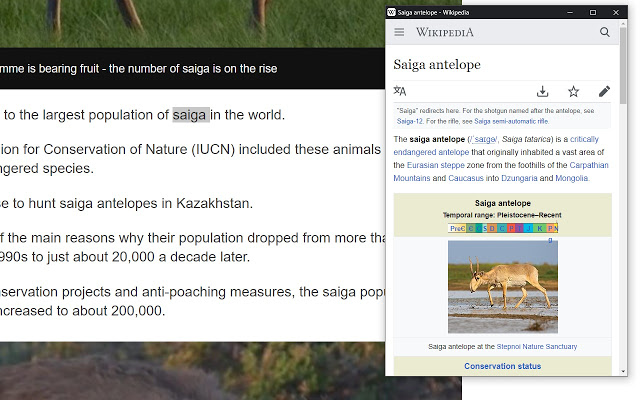 mme is bearing fruit - the number of saiga is on the rise
to the largest population of saiga in the world.
ion for Conservation of Nature (IUCN) included these animals
ngered species.
se to hunt saiga antelopes in Kazakhstan.
f the main reasons why their population dropped from more tha
990s to just about 20,000 a decade later.
nservation projects and anti-poaching measures, the saiga popu
ncreased to about 200,000.
Saiga antelope - Wikipedia
WIKIPEDIA
Saiga antelope
"Saiga" redirects here. For the shotgun named after the antelope, see
Saiga-12. For the rifle, see Saiga semi-automatic rifle.
The saiga antelope (/ˈsaɪɡə/, Saiga tatarica) is a critically
endangered antelope that originally inhabited a vast area of
the Eurasian steppe zone from the foothills of the Carpathian
Mountains and Caucasus into Dzungaria and Mongolia.
Saiga antelope
Temporal range: Pleistocene–Recent
PreꞒ Ꞓ O S D C P T J K Pg N
Saiga antelope at the Stepnoi Nature Sanctuary
Conservation status